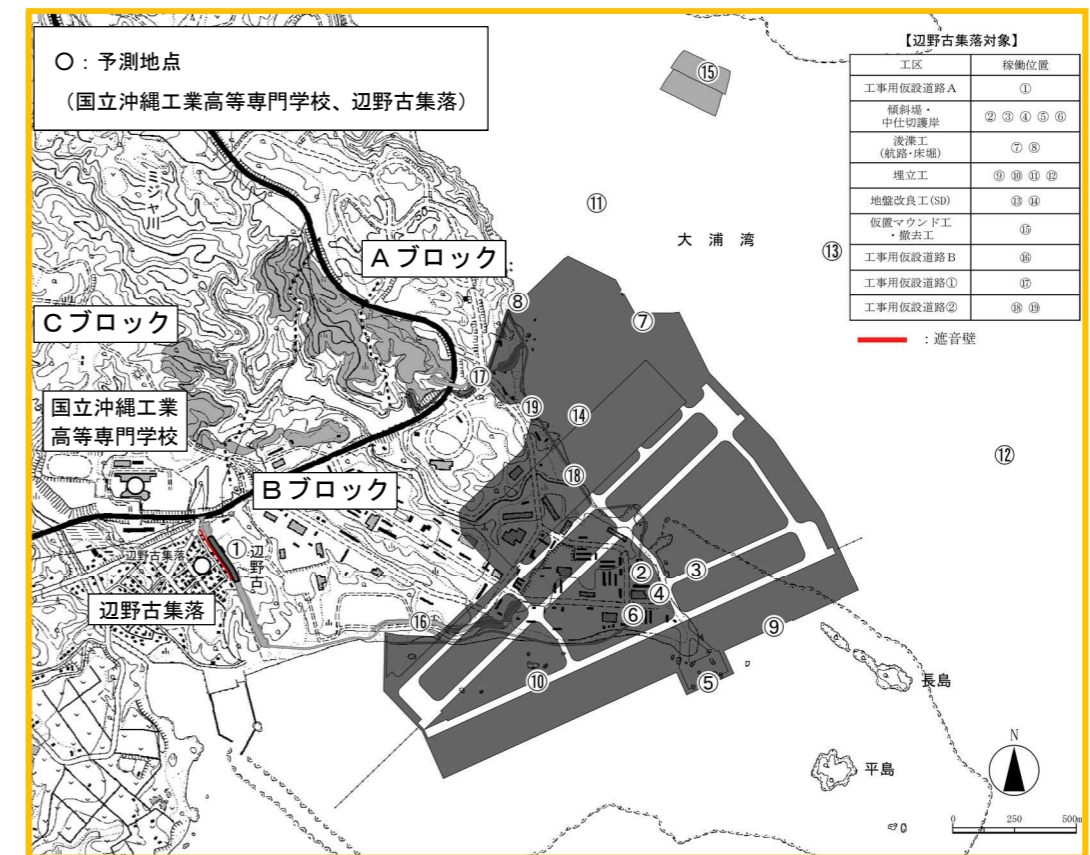 ○：予測地点
（国立沖縄工業高等専門学校、辺野古集落）
【辺野古集落対象】
工区 稼働位置
工事用仮設道路A ①
傾斜堤・
中仕切護岸 ② ③ ④ ⑤ ⑥
浚渫工
(航路・床堀) ⑦ ⑧
埋立工 ⑨ ⑩ ⑪ ⑫
地盤改良工(SD) ⑬ ⑭
仮置マウンド工
・撤去工 ⑮
工事用仮設道路B ⑯
工事用仮設道路① ⑰
工事用仮設道路② ⑱ ⑲
：遮音壁
⑮
⑪
大浦湾
⑬
Aブロック
⑧
⑦
Cブロック
⑰
国立沖縄工業
高等専門学校
⑲
⑭
⑫
⑱
Bブロック
辺野古集落
①
辺野古
②
③
④
辺野古集落
⑯
⑥
⑨
⑩
⑤
長島
平島
N
0 250 500m